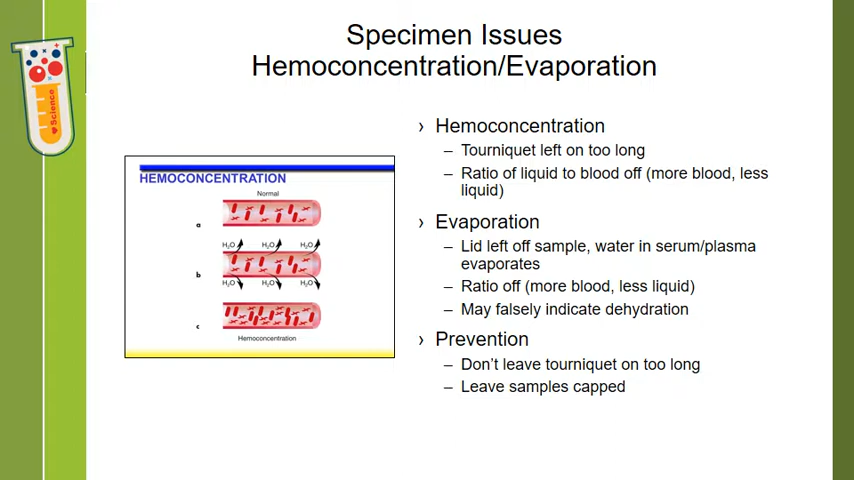 Specimen Issues
Hemoconcentration/Evaporation
Science
HEMOCONCENTRATION
Normal
a
H₂O H₂O H₂O
b
H₂O H₂O H₂O
c
Hemoconcentration
› Hemoconcentration
– Tourniquet left on too long
– Ratio of liquid to blood off (more blood, less
liquid)
› Evaporation
– Lid left off sample, water in serum/plasma
evaporates
– Ratio off (more blood, less liquid)
– May falsely indicate dehydration
› Prevention
– Don’t leave tourniquet on too long
– Leave samples capped